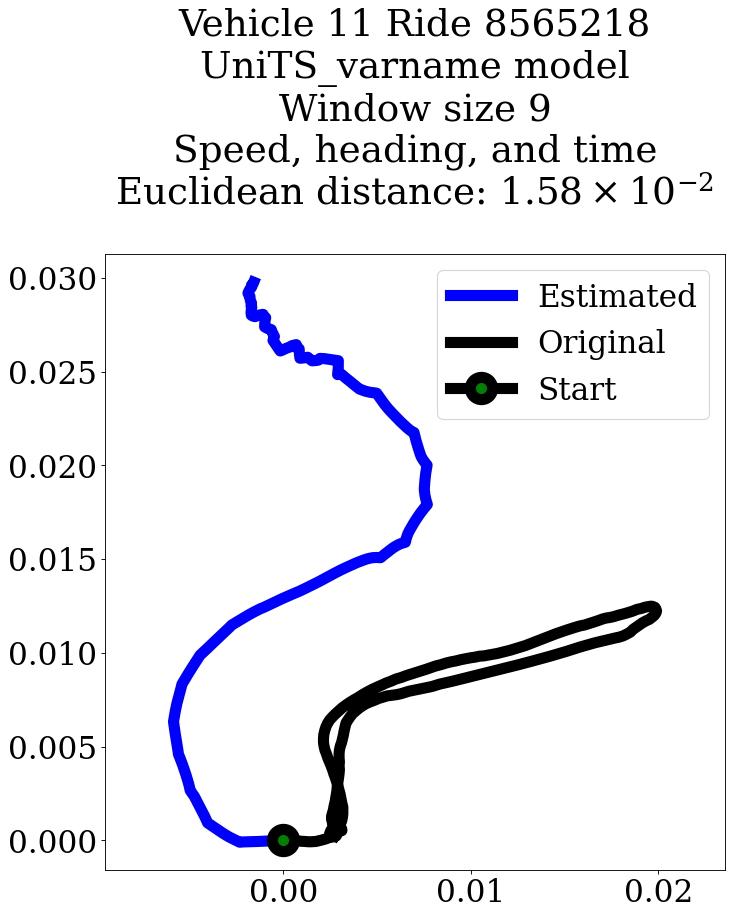 Vehicle 11 Ride 8565218
UniTS_varname model
Window size 9
Speed, heading, and time
Euclidean distance: 1.58 × 10⁻²
0.030
Estimated
Original
Start
0.025
0.020
0.015
0.010
0.005
0.000
0.00 0.01 0.02